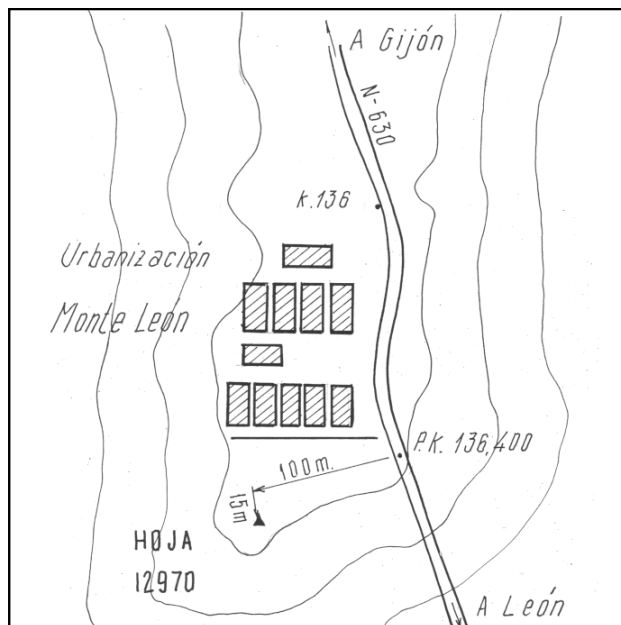 A Gijón
N-630
K.136
Urbanización
Monte León
P.K. 136,400
100m.
15m
HOJA
12970
A León